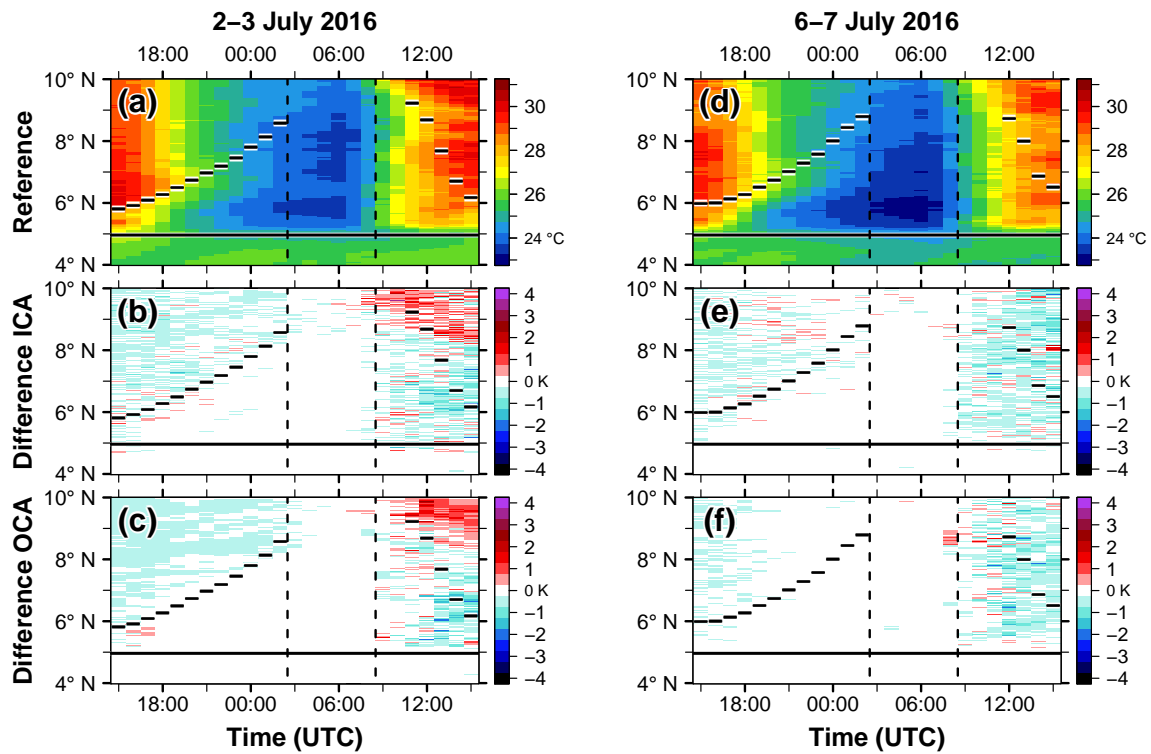 2–3 July 2016
6–7 July 2016
18:00 00:00 06:00 12:00
18:00 00:00 06:00 12:00
Reference
10° N
8° N
6° N
4° N
(a)
30
28
26
24 °C
10° N
8° N
6° N
4° N
(d)
30
28
26
24 °C
Difference ICA
10° N
8° N
6° N
4° N
(b)
4
3
2
1
0 K
−1
−2
−3
−4
10° N
8° N
6° N
4° N
(e)
4
3
2
1
0 K
−1
−2
−3
−4
Difference OCA
10° N
8° N
6° N
4° N
(c)
4
3
2
1
0 K
−1
−2
−3
−4
10° N
8° N
6° N
4° N
(f)
4
3
2
1
0 K
−1
−2
−3
−4
18:00 00:00 06:00 12:00
18:00 00:00 06:00 12:00
Time (UTC)
Time (UTC)